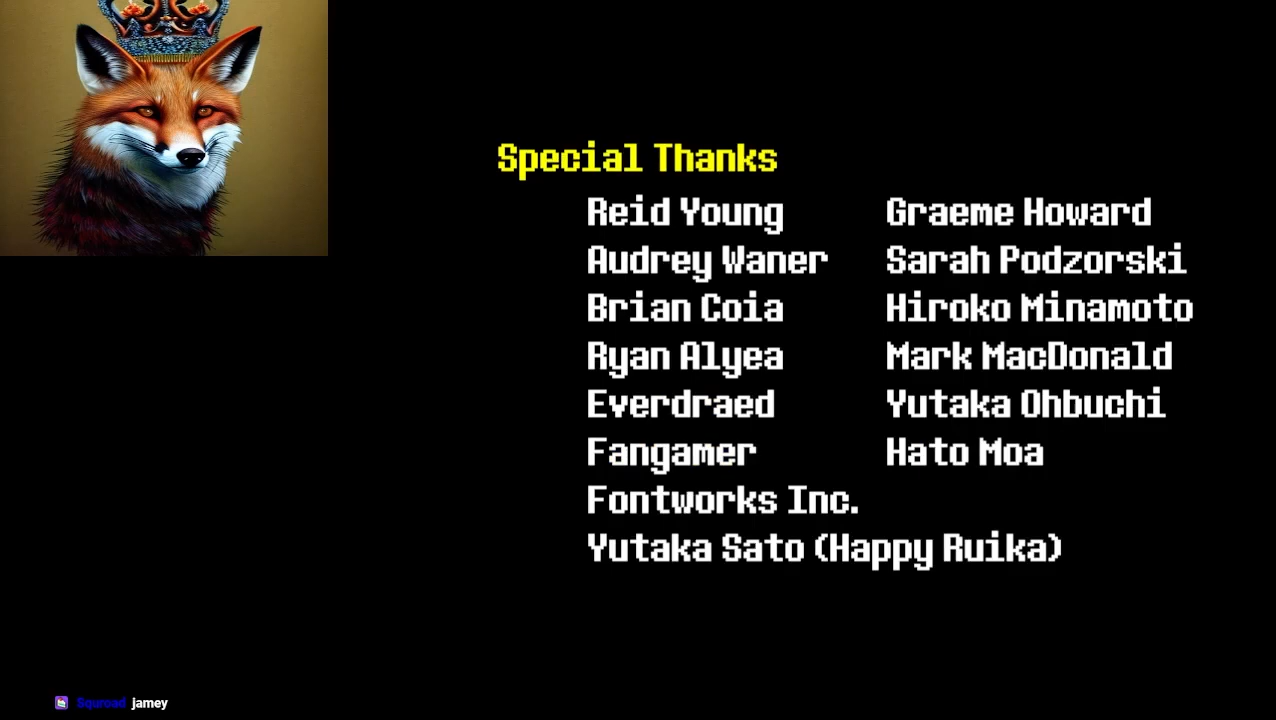 Special Thanks
Reid Young Graeme Howard
Audrey Waner Sarah Podzorski
Brian Coia Hiroko Minamoto
Ryan Alyea Mark MacDonald
Everdraed Yutaka Ohbuchi
Fangamer Hato Moa
Fontworks Inc.
Yutaka Sato (Happy Ruika)
Squroad jamey